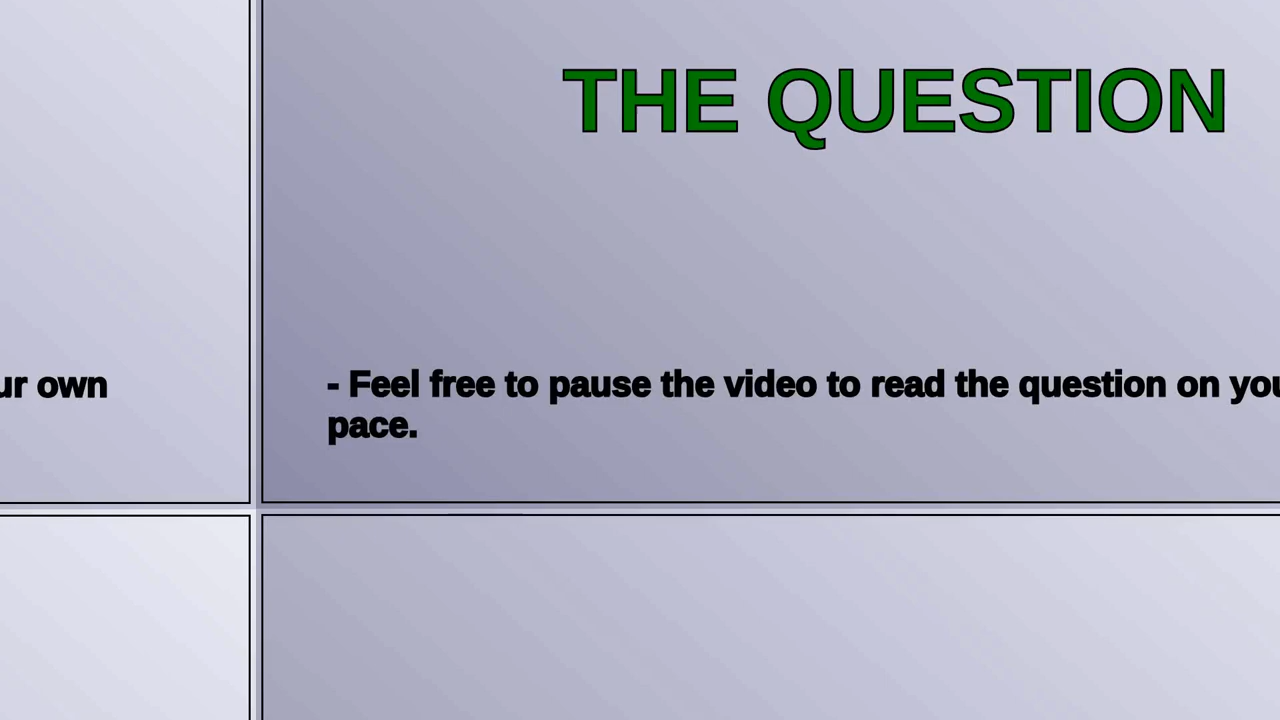 THE QUESTION
ur own
- Feel free to pause the video to read the question on you
pace.